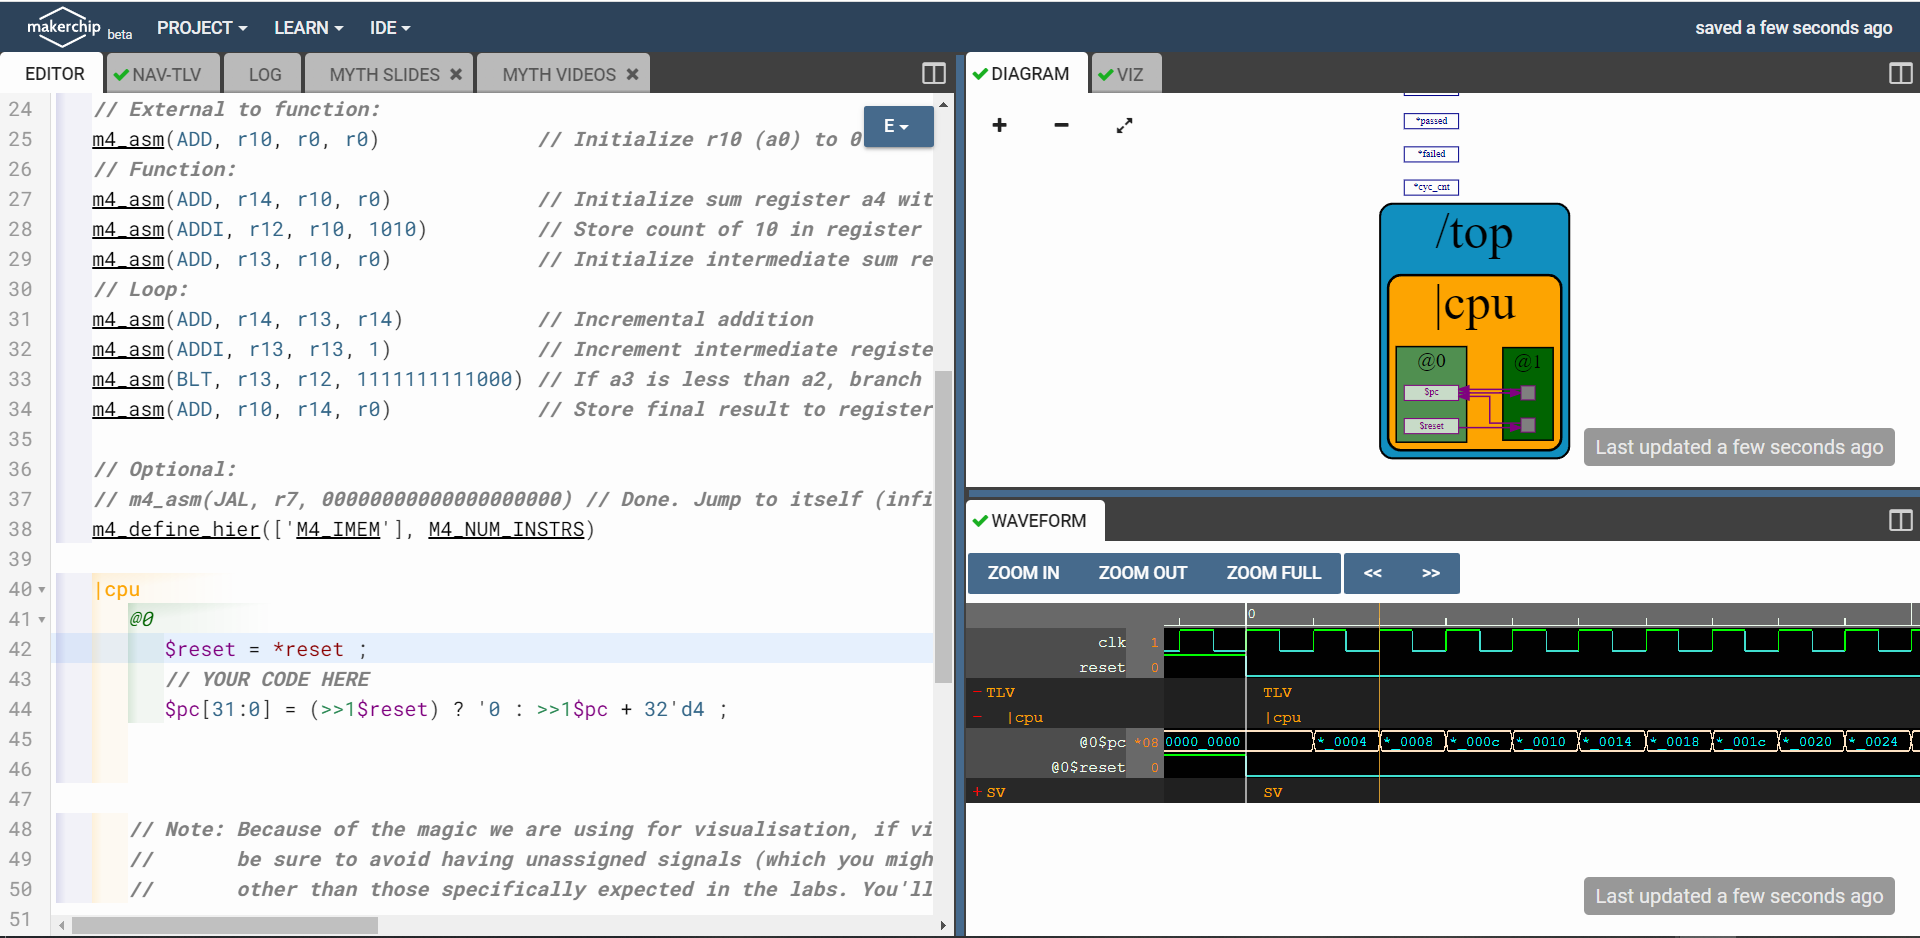 makerchip beta PROJECT LEARN IDE saved a few seconds ago
EDITOR NAV-TLV LOG MYTH SLIDES MYTH VIDEOS
24 // External to function:
25 m4_asm(ADD, r10, r0, r0) // Initialize r10 (a0) to 0
E
26 // Function:
27 m4_asm(ADD, r14, r10, r0) // Initialize sum register a4 wit
28 m4_asm(ADDI, r12, r10, 1010) // Store count of 10 in register
29 m4_asm(ADD, r13, r10, r0) // Initialize intermediate sum re
30 // Loop:
31 m4_asm(ADD, r14, r13, r14) // Incremental addition
32 m4_asm(ADDI, r13, r13, 1) // Increment intermediate registe
33 m4_asm(BLT, r13, r12, 1111111111000) // If a3 is less than a2, branch
34 m4_asm(ADD, r10, r14, r0) // Store final result to register
35
36 // Optional:
37 // m4_asm(JAL, r7, 00000000000000000000) // Done. Jump to itself (infi
38 m4_define_hier(['M4_IMEM'], M4_NUM_INSTRS)
39
40 |cpu
41 @0
42 $reset = *reset ;
43 // YOUR CODE HERE
44 $pc[31:0] = (>>1$reset) ? '0 : >>1$pc + 32'd4 ;
45
46
47
48 // Note: Because of the magic we are using for visualisation, if vi
49 // be sure to avoid having unassigned signals (which you migh
50 // other than those specifically expected in the labs. You'll
51
DIAGRAM VIZ
*passed
*failed
*cyc_cnt
/top
|cpu
@0 @1
$pc
$reset
Last updated a few seconds ago
WAVEFORM
ZOOM IN ZOOM OUT ZOOM FULL << >>
0
clk 1
reset 0
- TLV TLV
- |cpu |cpu
@0$pc *08 0000_0000 *_0004 *_0008 *_000c *_0010 *_0014 *_0018 *_001c *_0020 *_0024
@0$reset 0
+ SV SV
Last updated a few seconds ago